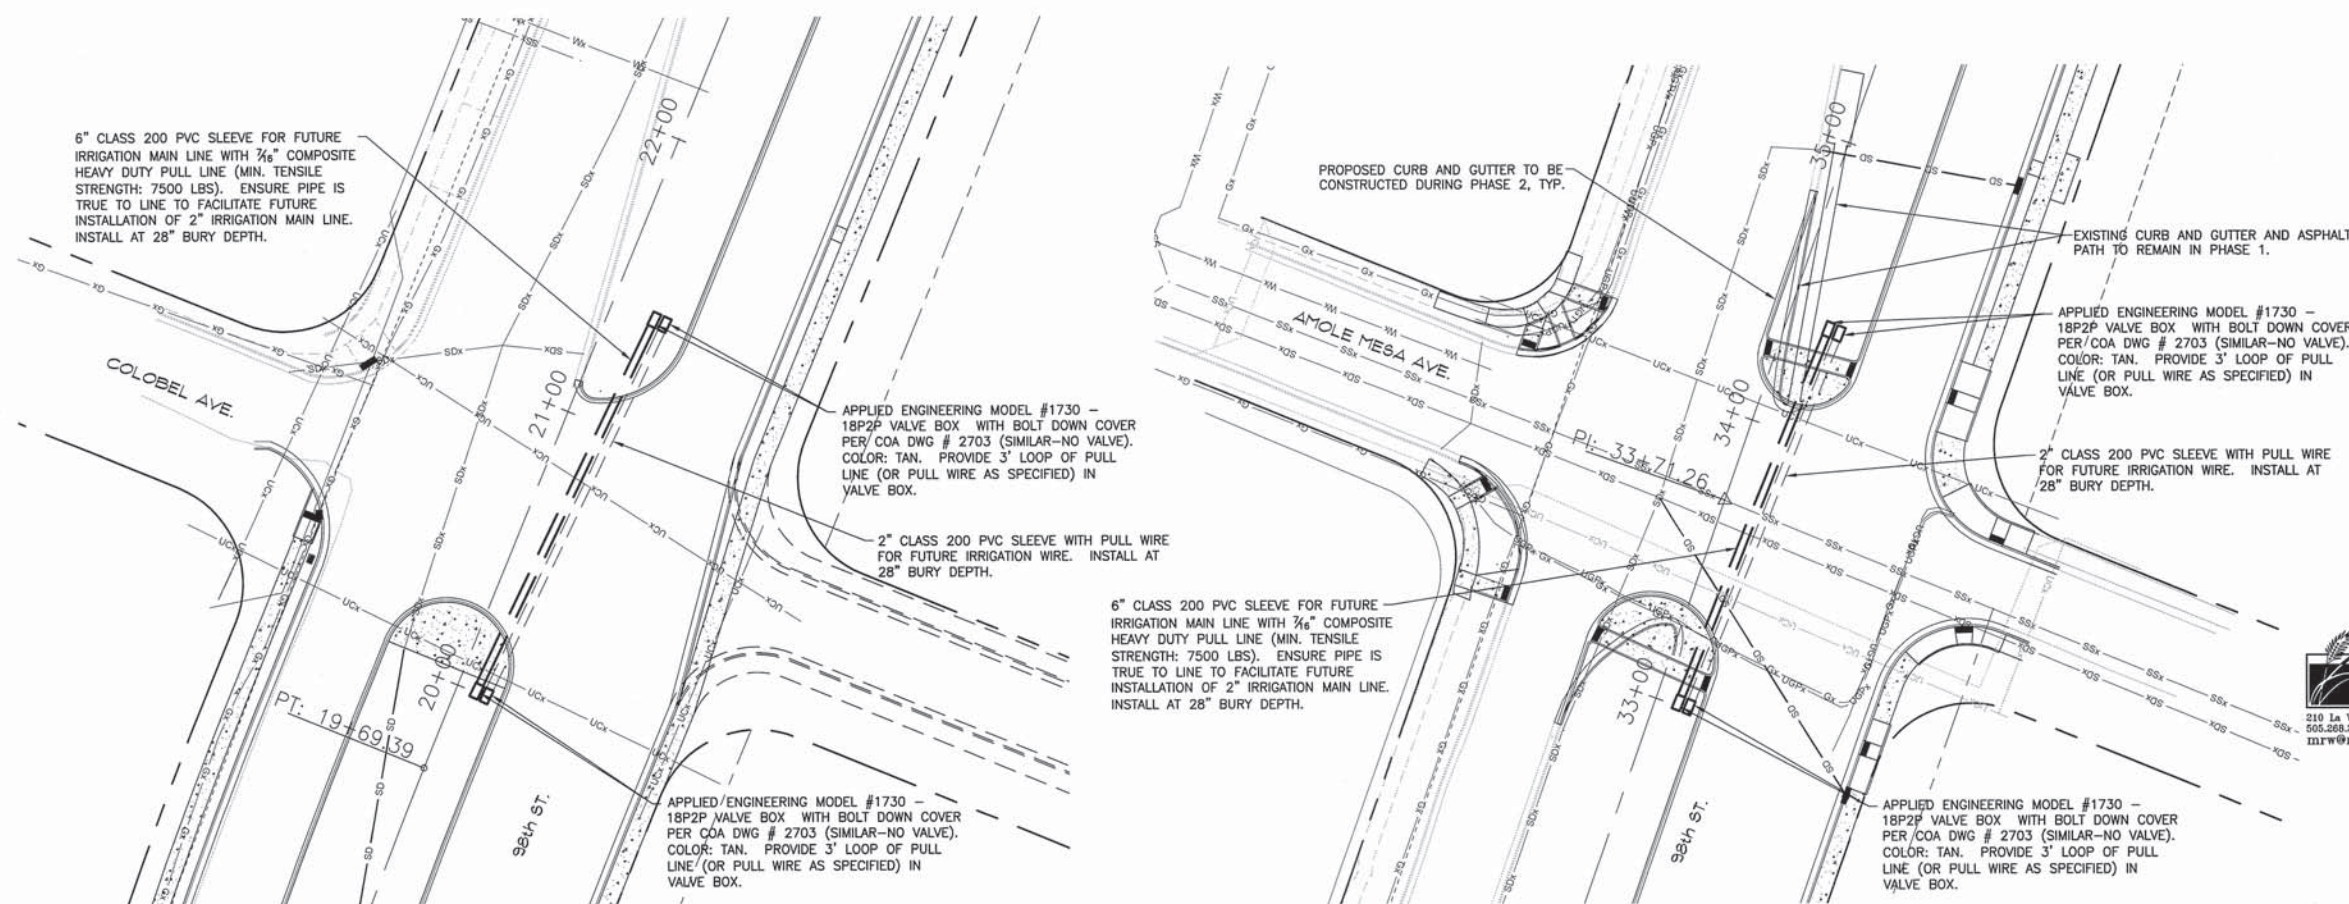 6" CLASS 200 PVC SLEEVE FOR FUTURE
IRRIGATION MAIN LINE WITH 7/16" COMPOSITE
HEAVY DUTY PULL LINE (MIN. TENSILE
STRENGTH: 7500 LBS). ENSURE PIPE IS
TRUE TO LINE TO FACILITATE FUTURE
INSTALLATION OF 2" IRRIGATION MAIN LINE.
INSTALL AT 28" BURY DEPTH.
COLOBEL AVE.
22+00
21+00
20+00
PT: 19+69.39
98th ST.
APPLIED ENGINEERING MODEL #1730 –
18P2P VALVE BOX WITH BOLT DOWN COVER
PER COA DWG # 2703 (SIMILAR–NO VALVE).
COLOR: TAN. PROVIDE 3' LOOP OF PULL
LINE (OR PULL WIRE AS SPECIFIED) IN
VALVE BOX.
2" CLASS 200 PVC SLEEVE WITH PULL WIRE
FOR FUTURE IRRIGATION WIRE. INSTALL AT
28" BURY DEPTH.
APPLIED ENGINEERING MODEL #1730 –
18P2P VALVE BOX WITH BOLT DOWN COVER
PER COA DWG # 2703 (SIMILAR–NO VALVE).
COLOR: TAN. PROVIDE 3' LOOP OF PULL
LINE (OR PULL WIRE AS SPECIFIED) IN
VALVE BOX.
PROPOSED CURB AND GUTTER TO BE
CONSTRUCTED DURING PHASE 2, TYP.
35+00
EXISTING CURB AND GUTTER AND ASPHALT
PATH TO REMAIN IN PHASE 1.
APPLIED ENGINEERING MODEL #1730 –
18P2P VALVE BOX WITH BOLT DOWN COVER
PER COA DWG # 2703 (SIMILAR–NO VALVE).
COLOR: TAN. PROVIDE 3' LOOP OF PULL
LINE (OR PULL WIRE AS SPECIFIED) IN
VALVE BOX.
AMOLE MESA AVE.
34+00
PI: 33+71.26
2" CLASS 200 PVC SLEEVE WITH PULL WIRE
FOR FUTURE IRRIGATION WIRE. INSTALL AT
28" BURY DEPTH.
6" CLASS 200 PVC SLEEVE FOR FUTURE
IRRIGATION MAIN LINE WITH 7/16" COMPOSITE
HEAVY DUTY PULL LINE (MIN. TENSILE
STRENGTH: 7500 LBS). ENSURE PIPE IS
TRUE TO LINE TO FACILITATE FUTURE
INSTALLATION OF 2" IRRIGATION MAIN LINE.
INSTALL AT 28" BURY DEPTH.
33+00
98th ST.
APPLIED ENGINEERING MODEL #1730 –
18P2P VALVE BOX WITH BOLT DOWN COVER
PER COA DWG # 2703 (SIMILAR–NO VALVE).
COLOR: TAN. PROVIDE 3' LOOP OF PULL
LINE (OR PULL WIRE AS SPECIFIED) IN
VALVE BOX.
210 La
505.268.